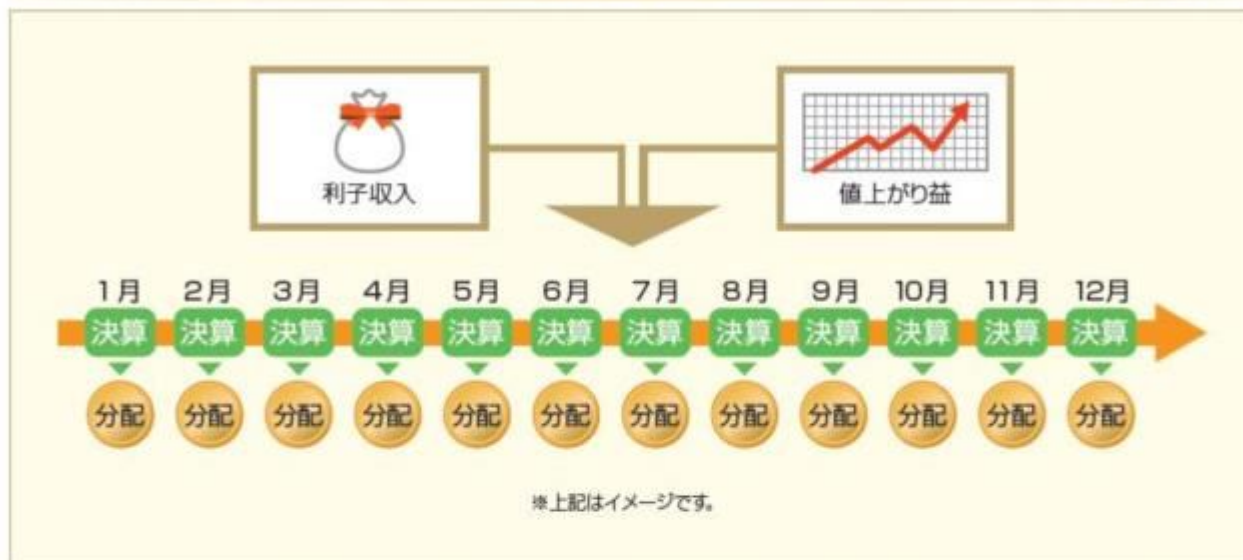 利子収入
値上がり益
1月 2月 3月 4月 5月 6月 7月 8月 9月 10月 11月 12月
決算 決算 決算 決算 決算 決算 決算 決算 決算 決算 決算 決算
分配 分配 分配 分配 分配 分配 分配 分配 分配 分配 分配 分配
※上記はイメージです。